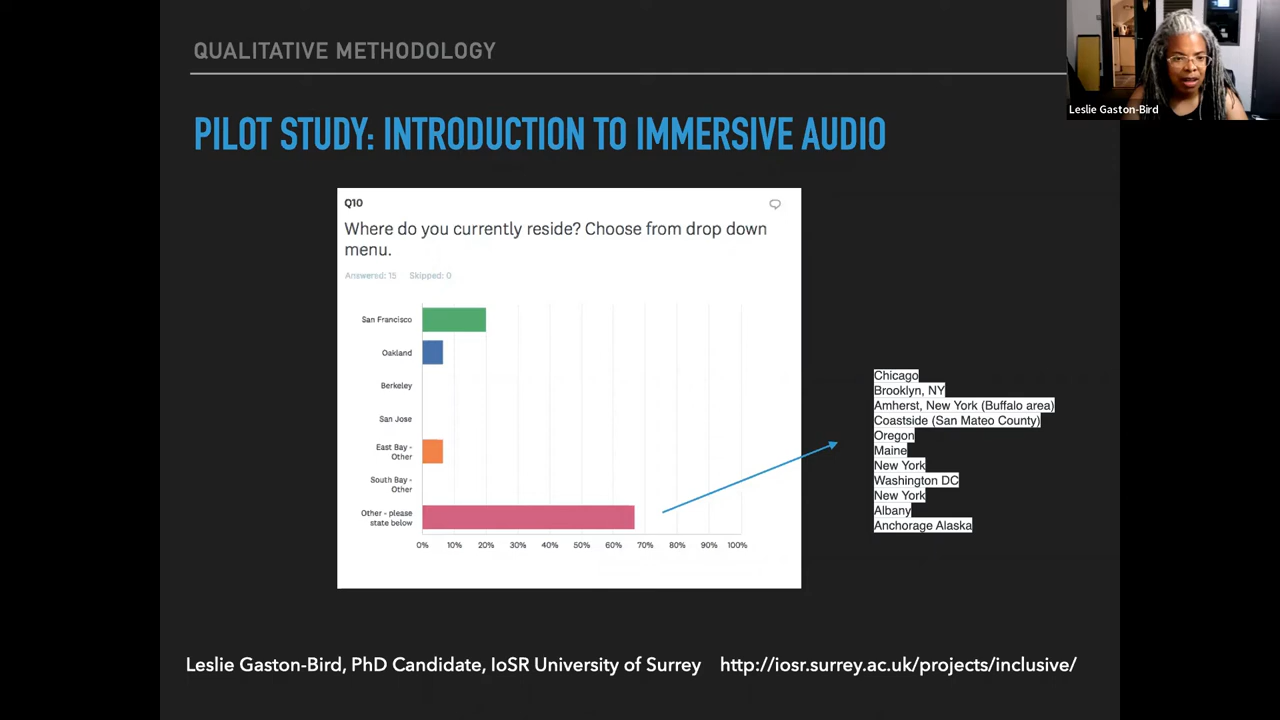 QUALITATIVE METHODOLOGY
Leslie Gaston-Bird
PILOT STUDY: INTRODUCTION TO IMMERSIVE AUDIO
Q10
Where do you currently reside? Choose from drop down
menu.
Answered: 15 Skipped: 0
San Francisco
Oakland
Berkeley
San Jose
East Bay -
Other
South Bay -
Other
Other - please
state below
0% 10% 20% 30% 40% 50% 60% 70% 80% 90% 100%
Chicago
Brooklyn, NY
Amherst, New York (Buffalo area)
Coastside (San Mateo County)
Oregon
Maine
New York
Washington DC
New York
Albany
Anchorage Alaska
Leslie Gaston-Bird, PhD Candidate, IoSR University of Surrey http://iosr.surrey.ac.uk/projects/inclusive/